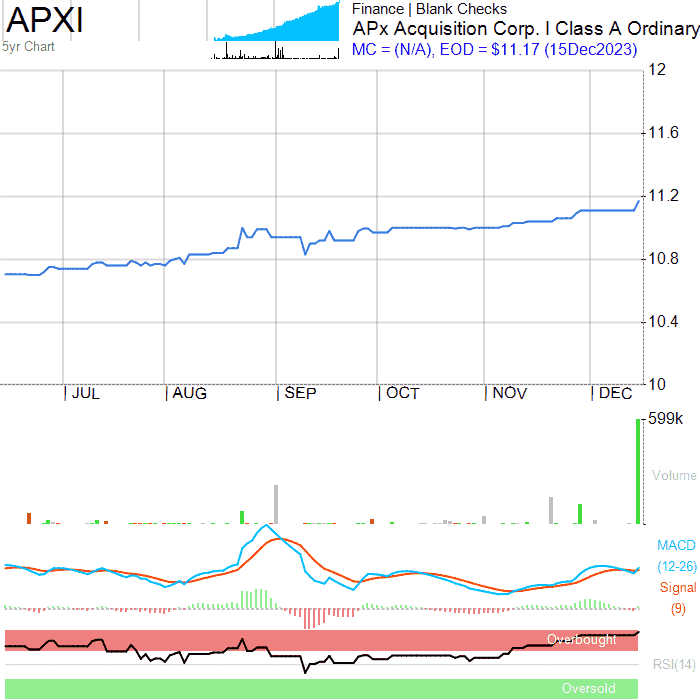 APXI
5yr Chart
Finance | Blank Checks
APx Acquisition Corp. I Class A Ordinary
MC = (N/A), EOD = $11.17 (15Dec2023)
12
11.6
11.2
10.8
10.4
10
| JUL | AUG | SEP | OCT | NOV | DEC
599k
Volume
MACD
(12-26)
Signal
(9)
Overbought
RSI(14)
Oversold